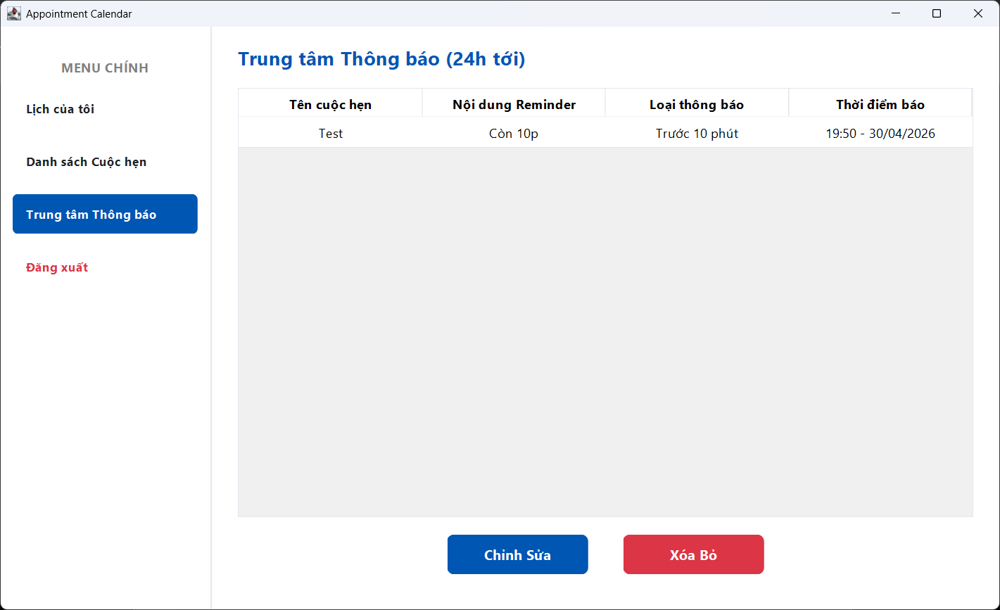 Appointment Calendar
MENU CHÍNH
Lịch của tôi
Danh sách Cuộc hẹn
Trung tâm Thông báo
Đăng xuất
Trung tâm Thông báo (24h tới)
Tên cuộc hẹn Nội dung Reminder Loại thông báo Thời điểm báo
Test Còn 10p Trước 10 phút 19:50 - 30/04/2026
Chỉnh Sửa Xóa Bỏ